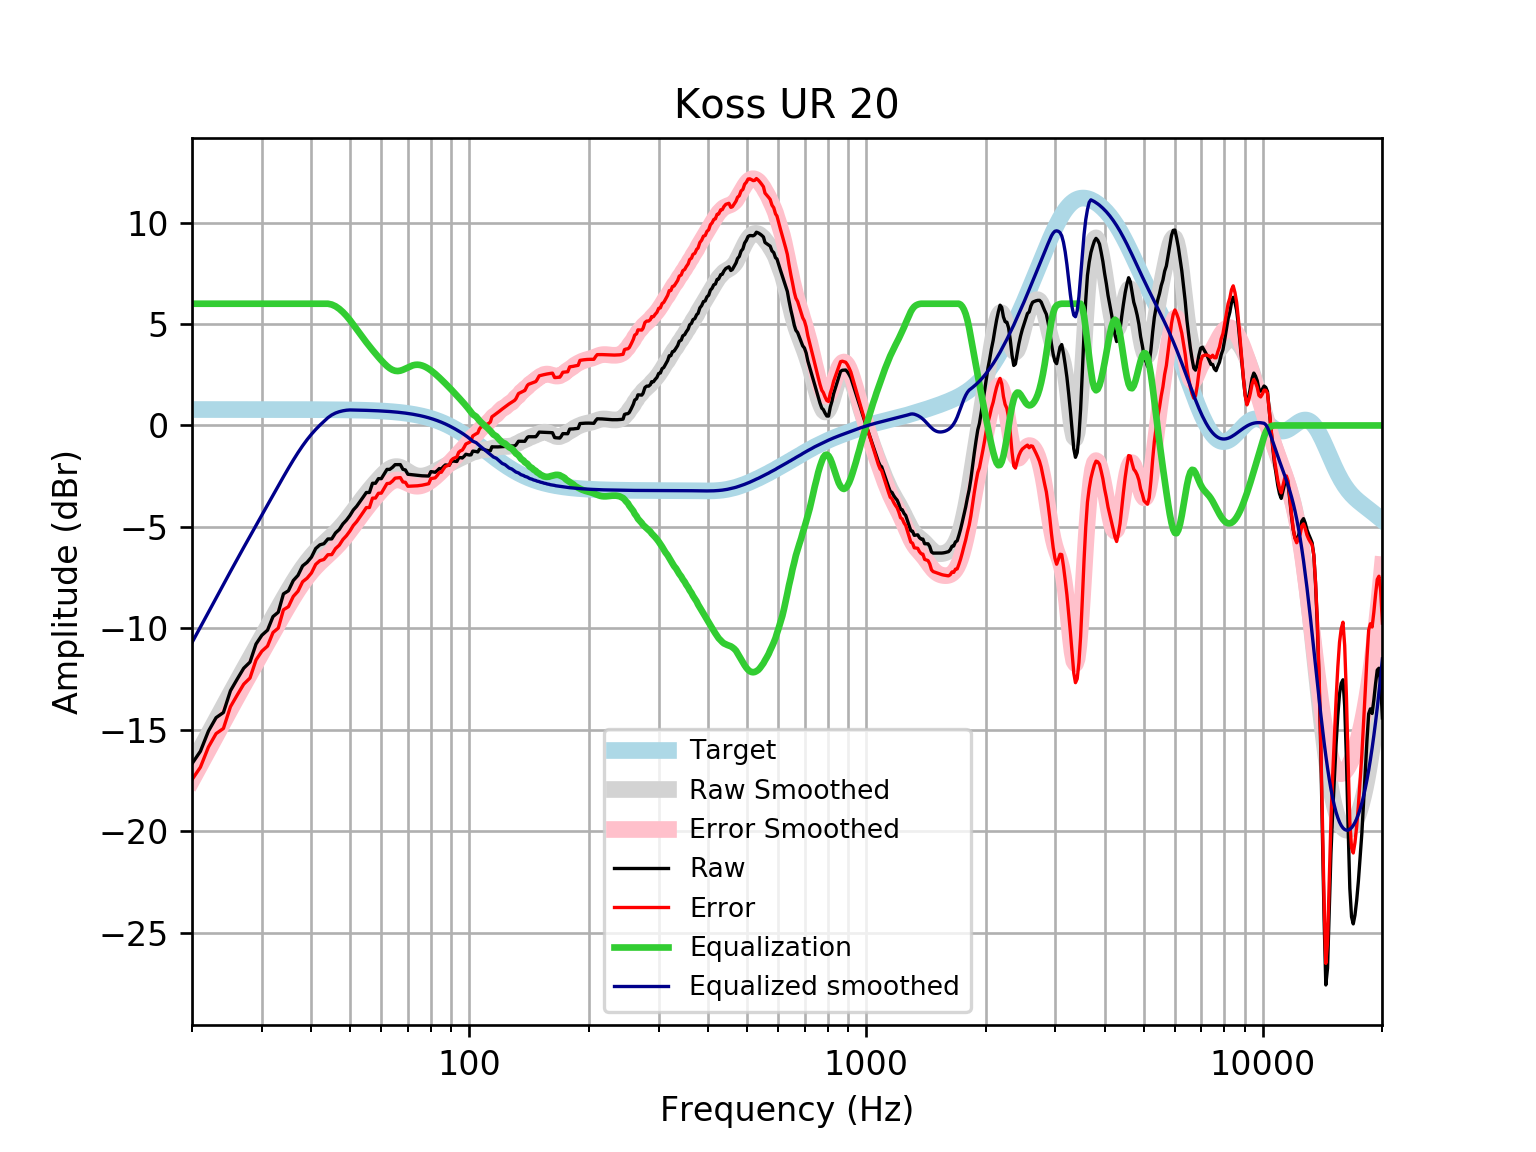 Koss UR 20
10
5
0
−5
−10
−15
−20
−25
Amplitude (dBr)
Target
Raw Smoothed
Error Smoothed
Raw
Error
Equalization
Equalized smoothed
100
1000
10000
Frequency (Hz)